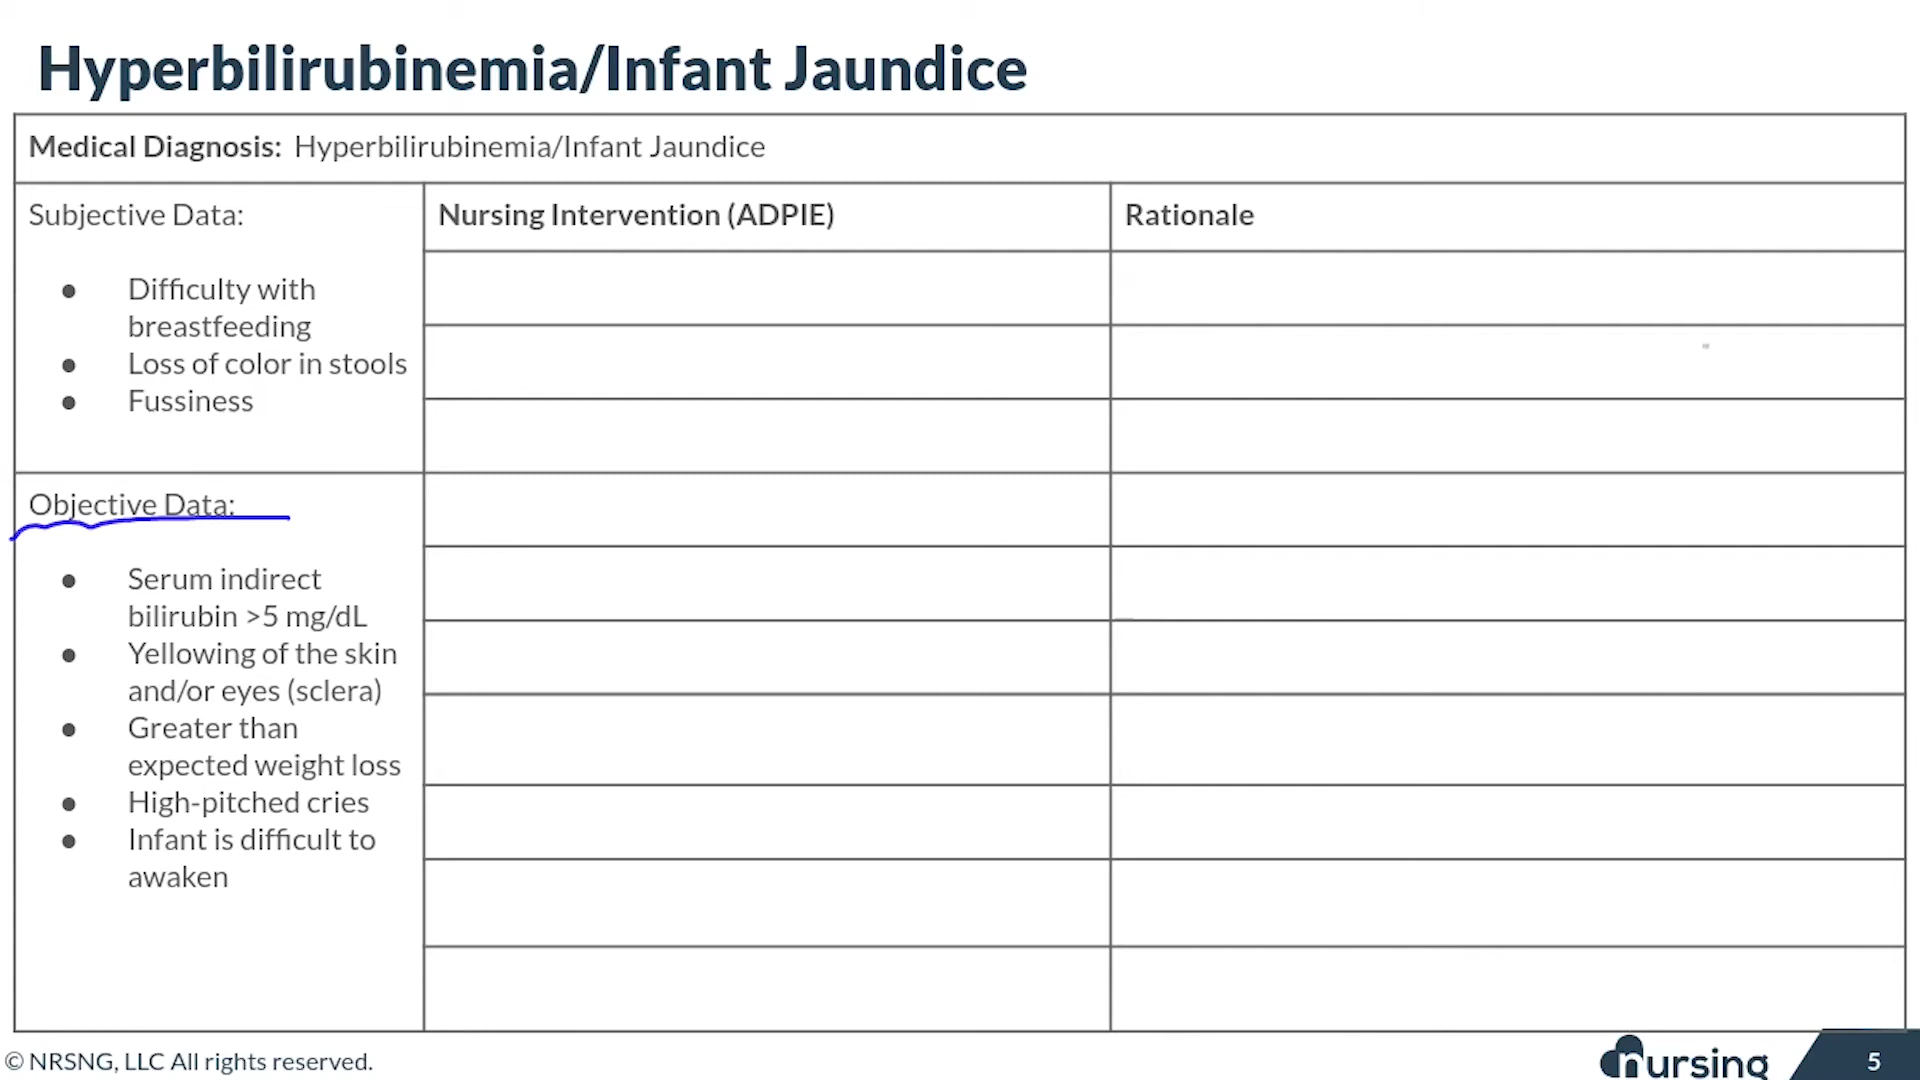 Hyperbilirubinemia/Infant Jaundice
Medical Diagnosis: Hyperbilirubinemia/Infant Jaundice
Subjective Data:
● Difficulty with
breastfeeding
● Loss of color in stools
● Fussiness
Nursing Intervention (ADPIE)
Rationale
Objective Data:
● Serum indirect
bilirubin >5 mg/dL
● Yellowing of the skin
and/or eyes (sclera)
● Greater than
expected weight loss
● High-pitched cries
● Infant is difficult to
awaken
© NRSNG, LLC All rights reserved.
nursing
5